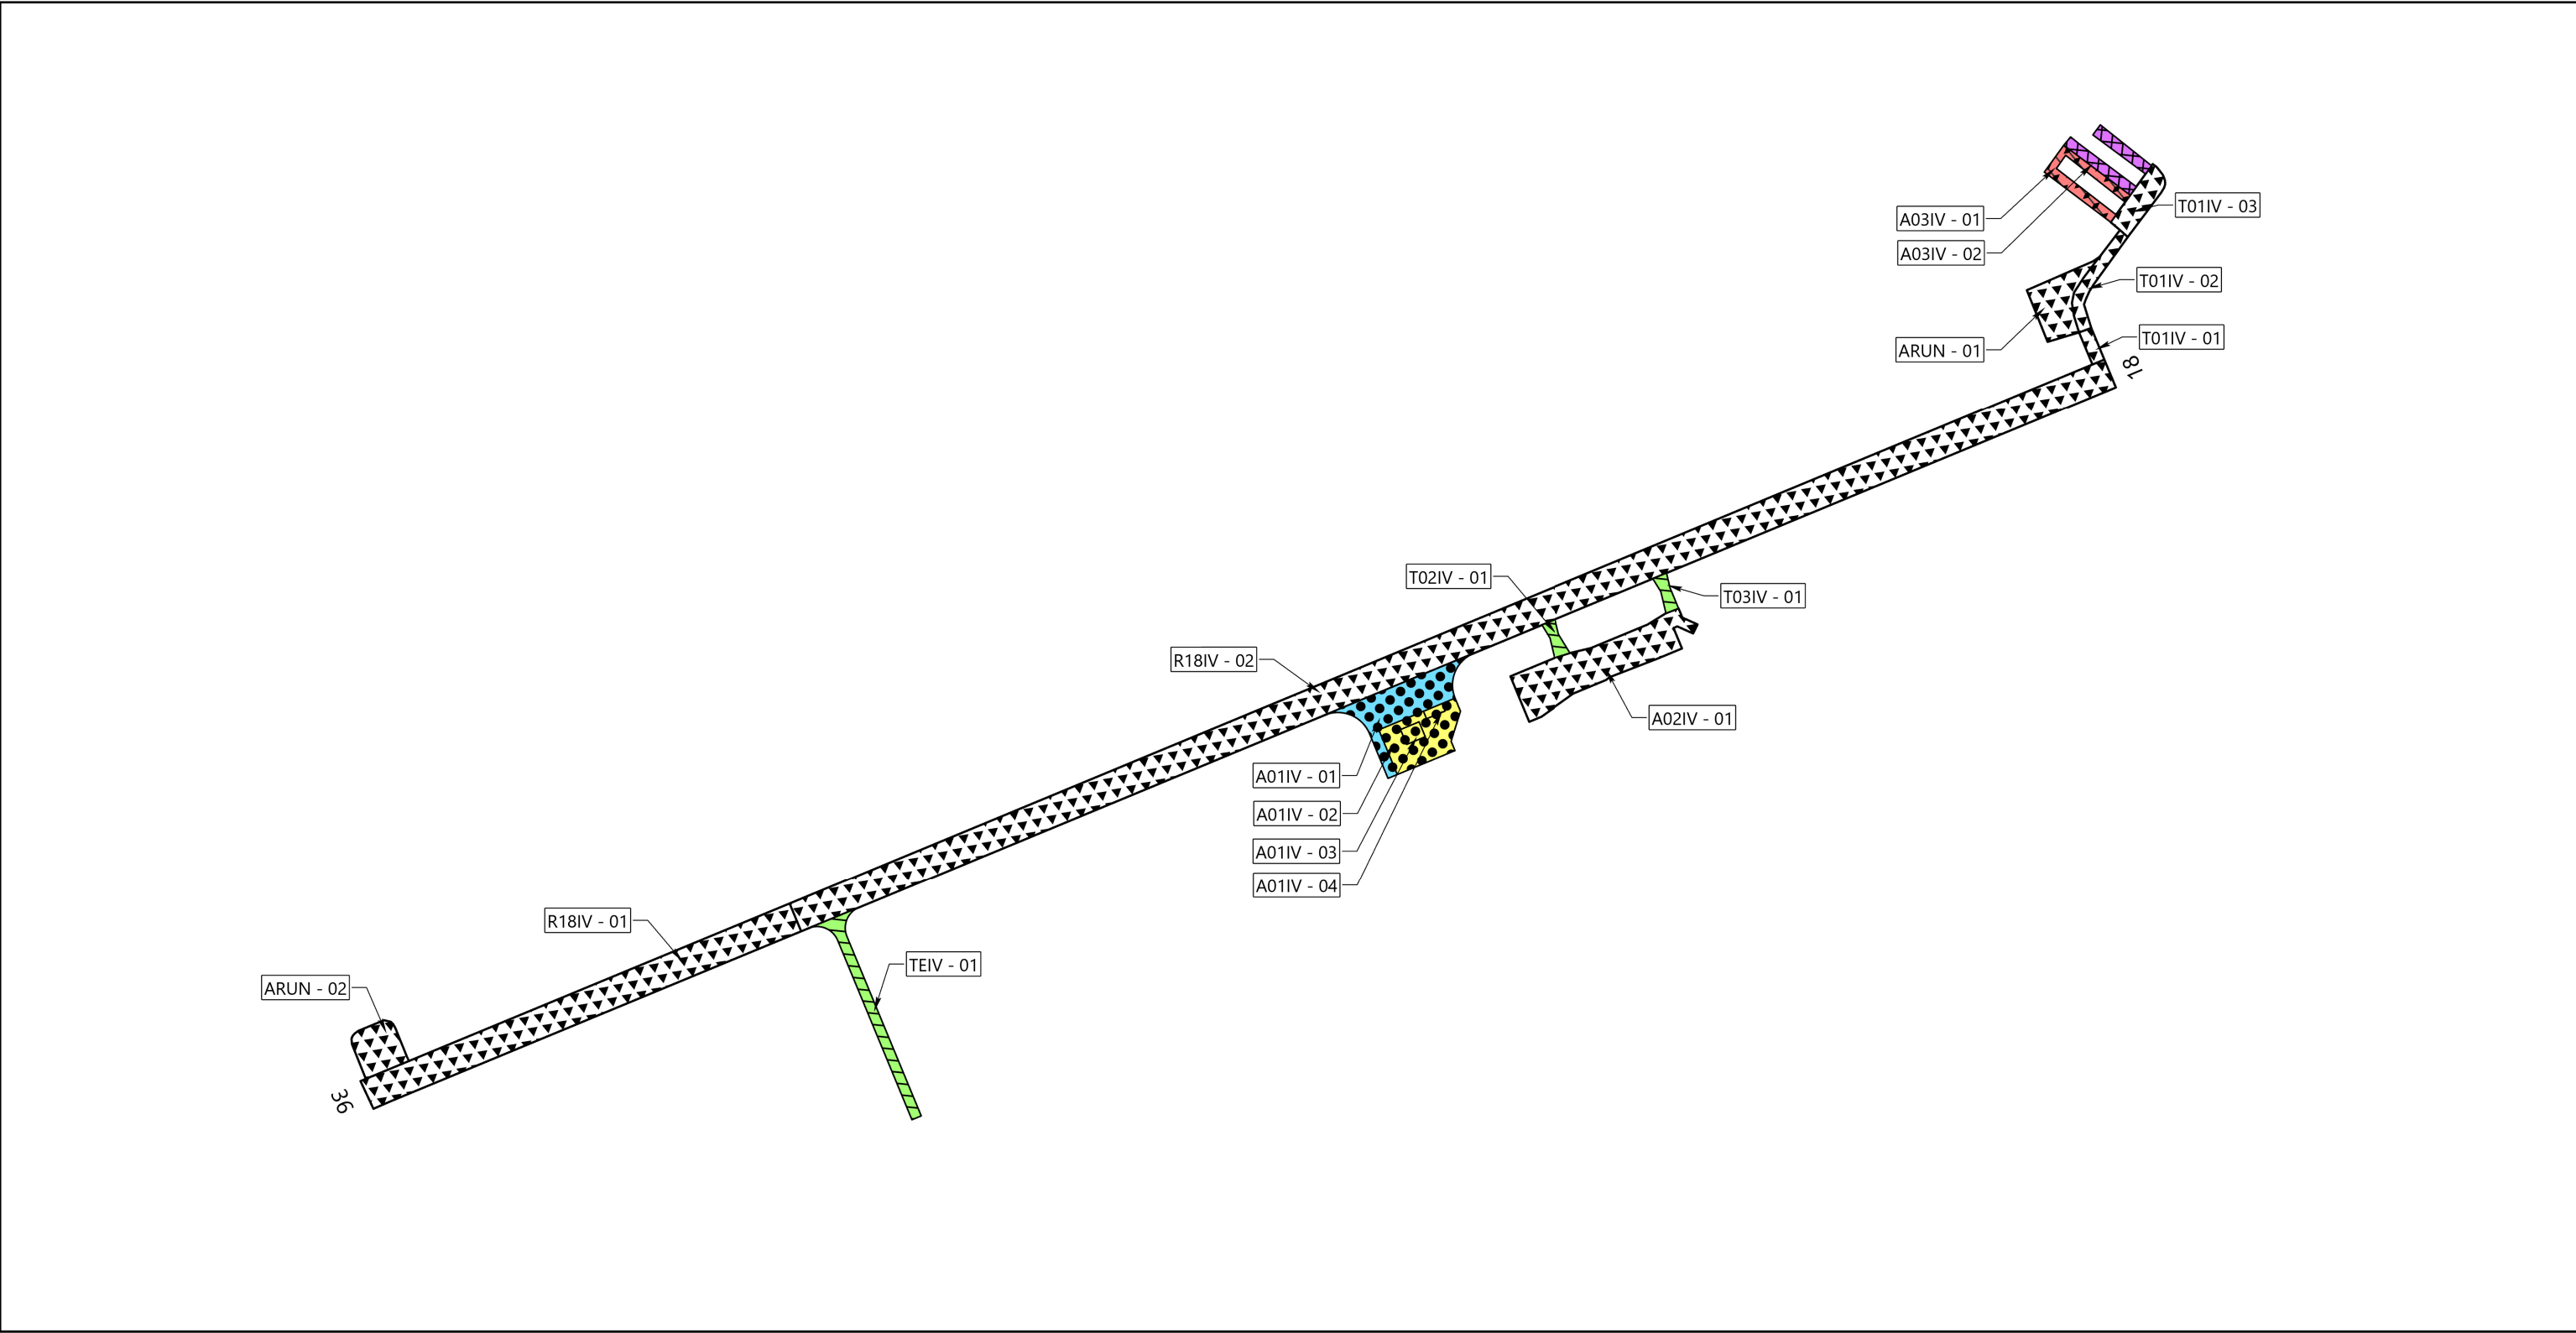 T01IV - 03
A03IV - 01
A03IV - 02
T01IV - 02
T01IV - 01
ARUN - 01
18
T02IV - 01
T03IV - 01
R18IV - 02
A02IV - 01
A01IV - 01
A01IV - 02
A01IV - 03
A01IV - 04
R18IV - 01
TEIV - 01
ARUN - 02
36